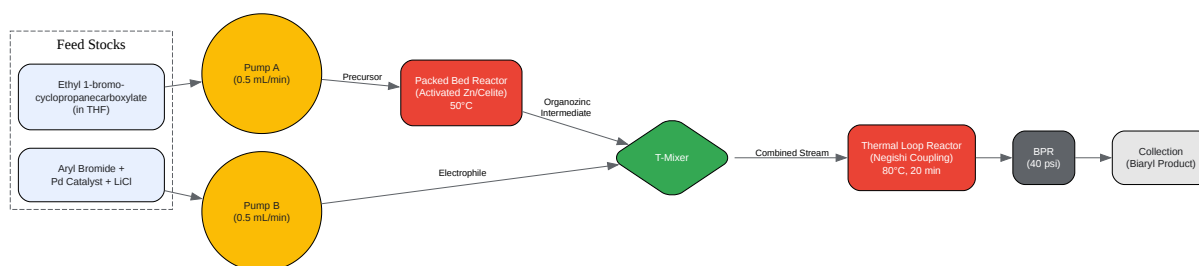 Feed Stocks
Ethyl 1-bromo-
cyclopropanecarboxylate
(in THF)
Aryl Bromide +
Pd Catalyst + LiCl
Pump A
(0.5 mL/min)
Pump B
(0.5 mL/min)
Precursor
Electrophile
Packed Bed Reactor
(Activated Zn/Celite)
50°C
Organozinc
Intermediate
T-Mixer
Combined Stream
Thermal Loop Reactor
(Negishi Coupling)
80°C, 20 min
BPR
(40 psi)
Collection
(Biaryl Product)